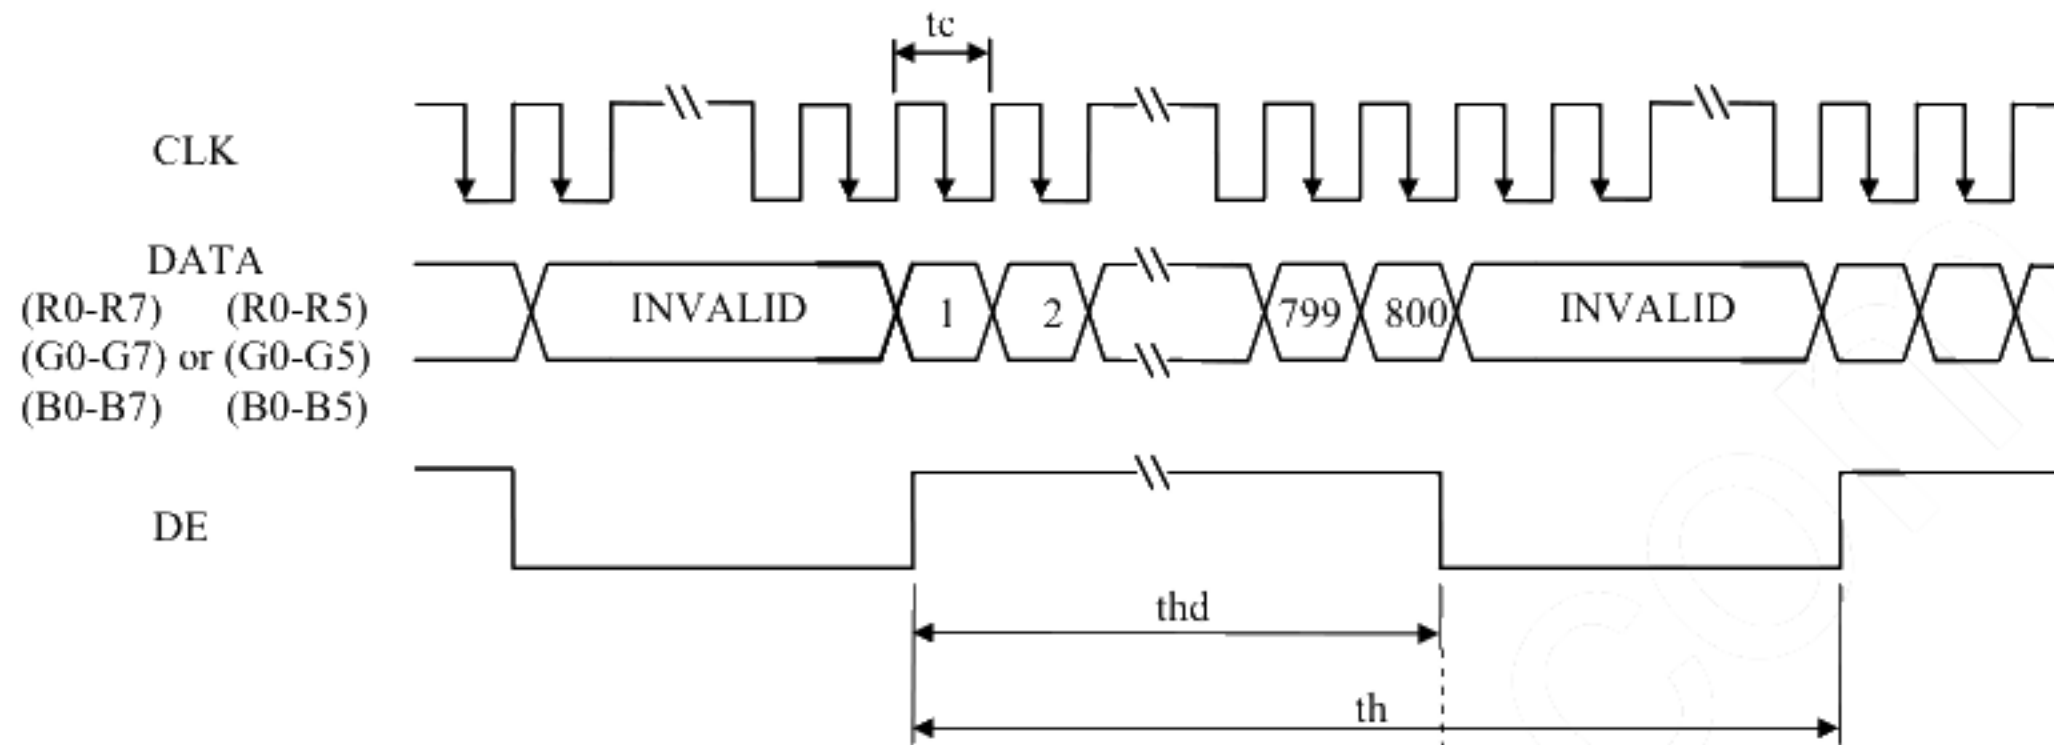 tc
CLK
DATA
(R0-R7) (R0-R5)
(G0-G7) or (G0-G5)
(B0-B7) (B0-B5)
INVALID 1 2 799 800 INVALID
DE
thd
th
com